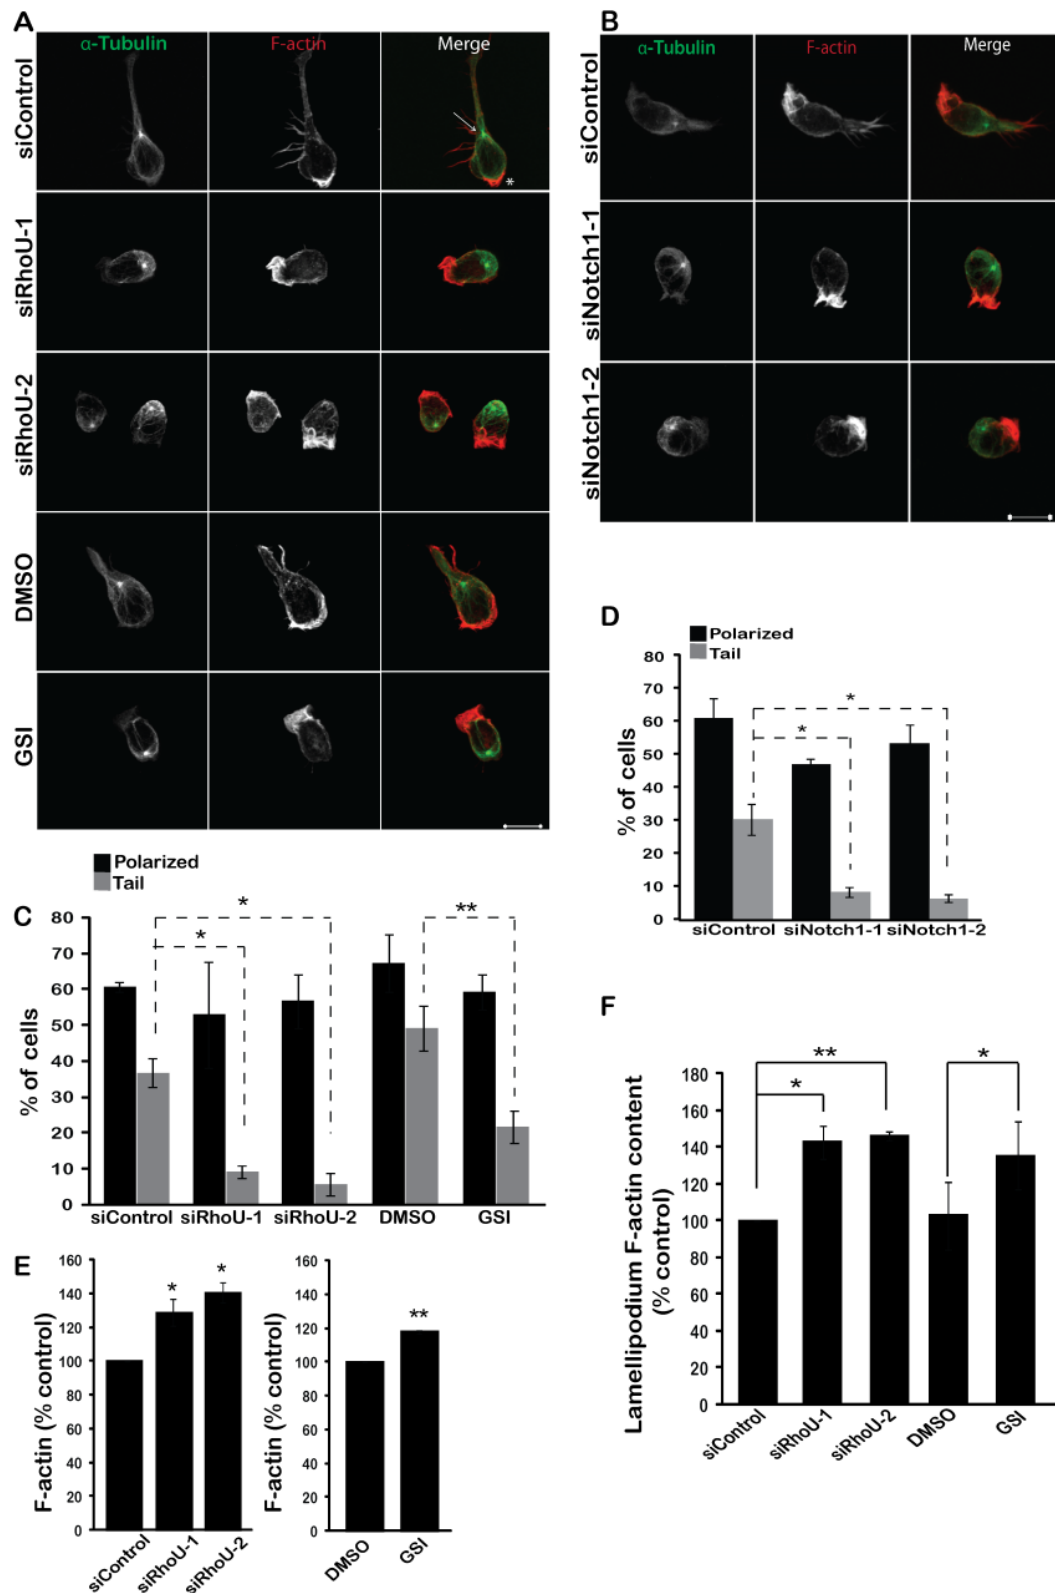 A
α-Tubulin F-actin Merge
siControl
siRhoU-1
siRhoU-2
DMSO
GSI
*
B
α-Tubulin F-actin Merge
siControl
siNotch1-1
siNotch1-2
C
Polarized
Tail
% of cells
80
70
60
50
40
30
20
10
0
* * **
siControl siRhoU-1 siRhoU-2 DMSO GSI
D
Polarized
Tail
% of cells
80
70
60
50
40
30
20
10
0
* *
siControl siNotch1-1 siNotch1-2
E
F-actin (% control)
160
140
120
100
80
60
40
20
0
* *
siControl siRhoU-1 siRhoU-2
F-actin (% control)
160
140
120
100
80
60
40
20
0
**
DMSO GSI
F
Lamellipodium F-actin content
(% control)
180
160
140
120
100
80
60
40
20
0
* ** *
siControl siRhoU-1 siRhoU-2 DMSO GSI